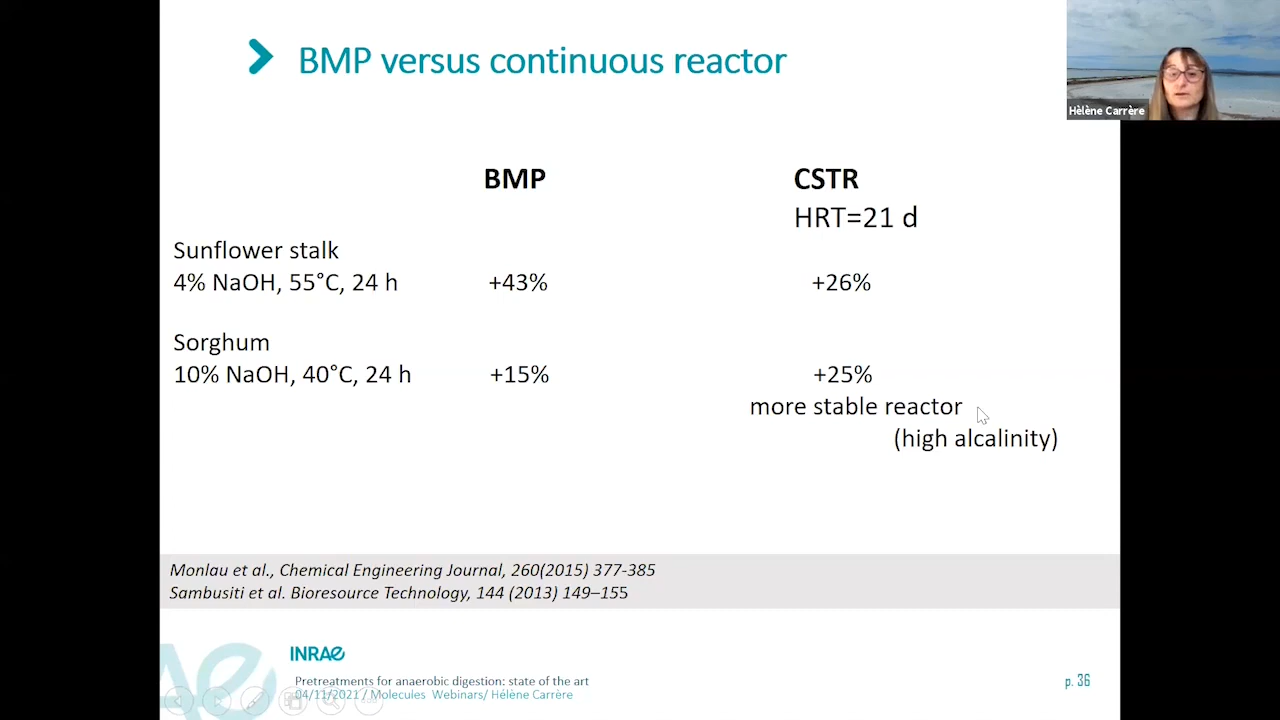 BMP versus continuous reactor
Hélène Carrère
BMP
CSTR
HRT=21 d
Sunflower stalk
4% NaOH, 55°C, 24 h
+43%
+26%
Sorghum
10% NaOH, 40°C, 24 h
+15%
+25%
more stable reactor
(high alcalinity)
Monlau et al., Chemical Engineering Journal, 260(2015) 377-385
Sambusiti et al. Bioresource Technology, 144 (2013) 149–155
INRAE
Pretreatments for anaerobic digestion: state of the art
04/11/2021 / Molecules Webinars/ Hélène Carrère
p. 36